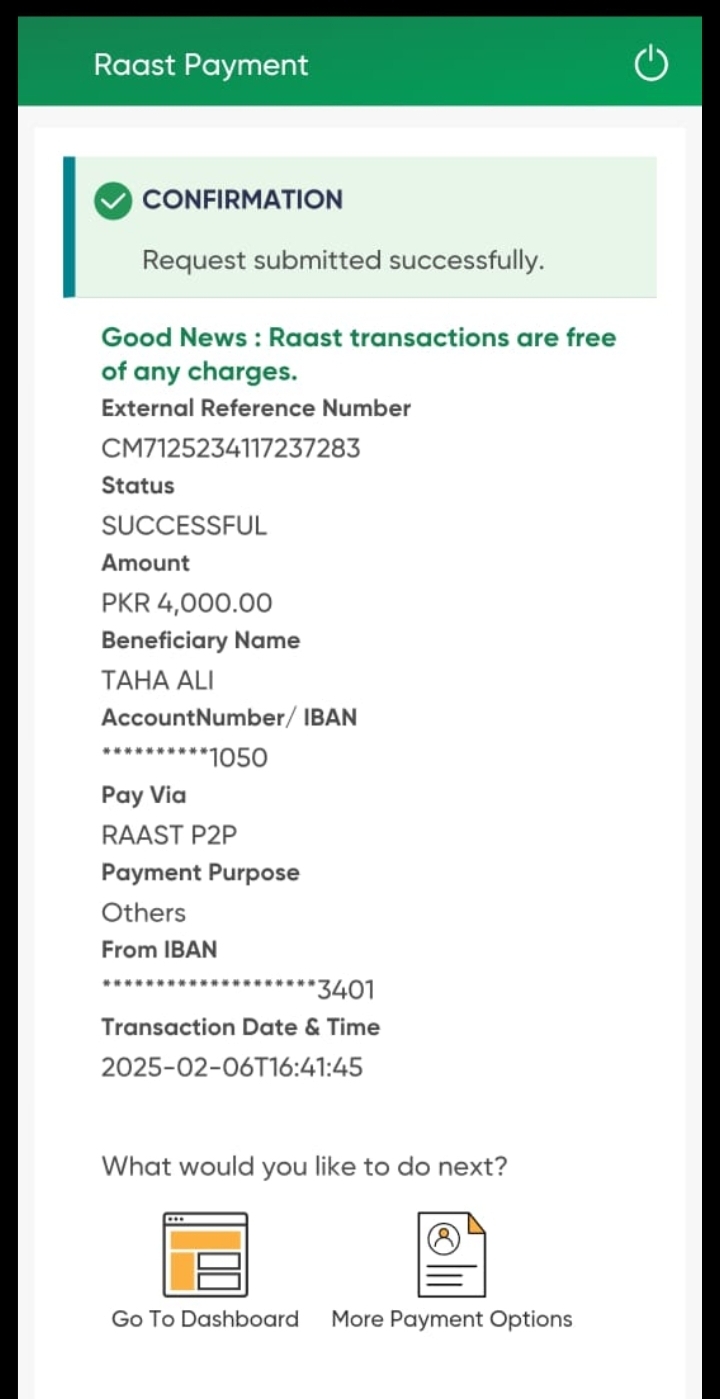 Raast Payment
CONFIRMATION
Request submitted successfully.
Good News : Raast transactions are free
of any charges.
External Reference Number
CM7125234117237283
Status
SUCCESSFUL
Amount
PKR 4,000.00
Beneficiary Name
TAHA ALI
AccountNumber/ IBAN
**********1050
Pay Via
RAAST P2P
Payment Purpose
Others
From IBAN
********************3401
Transaction Date & Time
2025-02-06T16:41:45
What would you like to do next?
Go To Dashboard More Payment Options